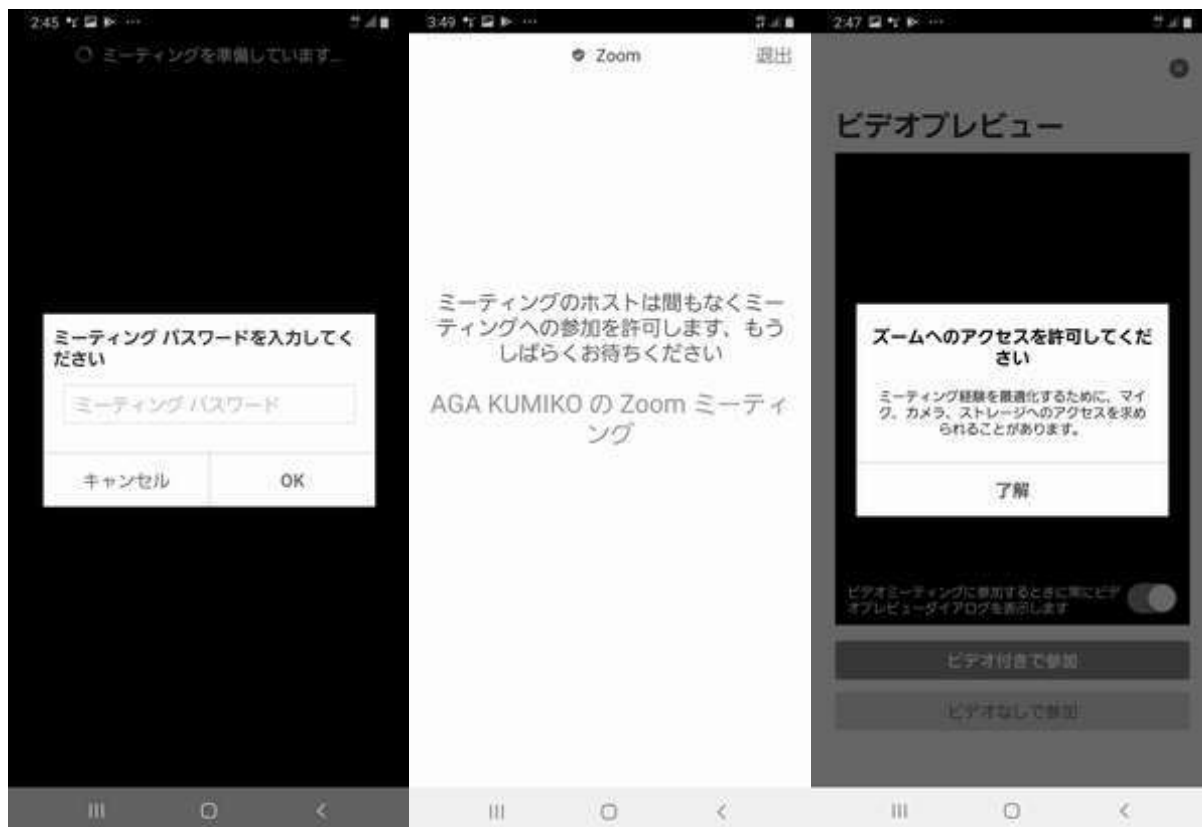 2:45
ミーティングを準備しています...
ミーティング パスワードを入力してく
ださい
ミーティング パスワード
キャンセル
OK
3:49
Zoom
退出
ミーティングのホストは間もなくミー
ティングへの参加を許可します、もう
しばらくお待ちください
AGA KUMIKO の Zoom ミーティ
ング
2:47
ビデオプレビュー
ズームへのアクセスを許可してくだ
さい
ミーティング経験を最適化するために、マイ
ク、カメラ、ストレージへのアクセスを求め
られることがあります。
了解
ビデオミーティングに参加するときに常にビデ
オプレビューダイアログを表示します
ビデオ付きで参加
ビデオなしで参加